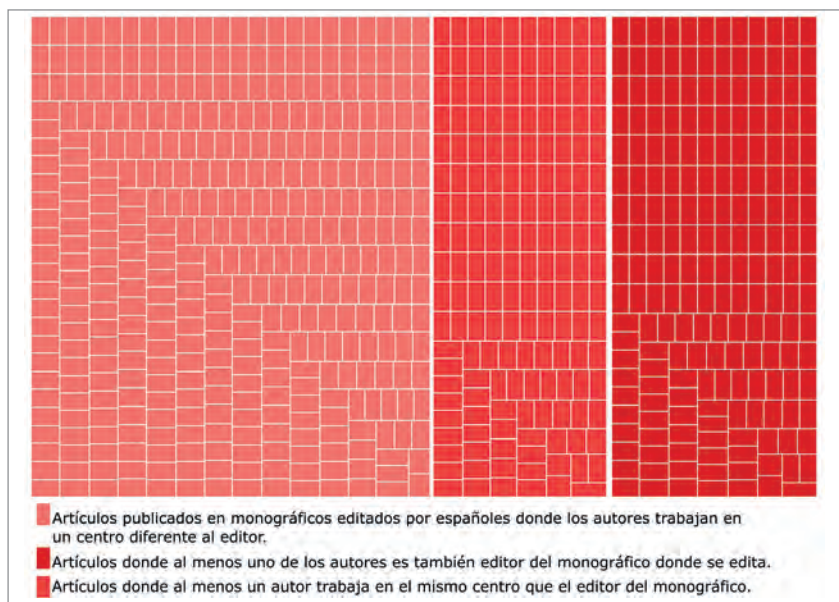 Artículos publicados en monográficos editados por españoles donde los autores trabajan en
un centro diferente al editor.
Artículos donde al menos uno de los autores es también editor del monográfico donde se edita.
Artículos donde al menos un autor trabaja en el mismo centro que el editor del monográfico.